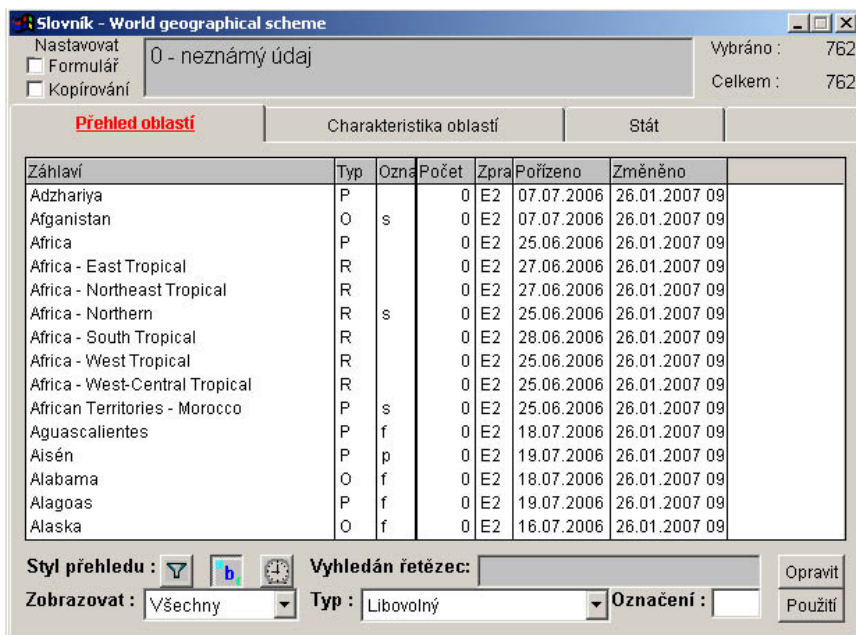 Slovník - World geographical scheme
Nastavovat
Formulář
Kopírování
0 - neznámý údaj
Vybráno : 762
Celkem : 762
Přehled oblastí Charakteristika oblastí Stát
Záhlaví Typ Ozna Počet Zpra Pořízeno Změněno
Adzhariya P 0 E2 07.07.2006 26.01.2007 09
Afganistan O s 0 E2 07.07.2006 26.01.2007 09
Africa P 0 E2 25.06.2006 26.01.2007 09
Africa - East Tropical R 0 E2 27.06.2006 26.01.2007 09
Africa - Northeast Tropical R 0 E2 27.06.2006 26.01.2007 09
Africa - Northern R s 0 E2 25.06.2006 26.01.2007 09
Africa - South Tropical R 0 E2 28.06.2006 26.01.2007 09
Africa - West Tropical R 0 E2 25.06.2006 26.01.2007 09
Africa - West-Central Tropical R 0 E2 25.06.2006 26.01.2007 09
African Territories - Morocco P s 0 E2 25.06.2006 26.01.2007 09
Aguascalientes P f 0 E2 18.07.2006 26.01.2007 09
Aisén P p 0 E2 19.07.2006 26.01.2007 09
Alabama O f 0 E2 18.07.2006 26.01.2007 09
Alagoas P f 0 E2 19.07.2006 26.01.2007 09
Alaska O f 0 E2 16.07.2006 26.01.2007 09
Styl přehledu : b Vyhledán řetězec: Opravit
Zobrazovat : Všechny Typ : Libovolný Označení : Použití